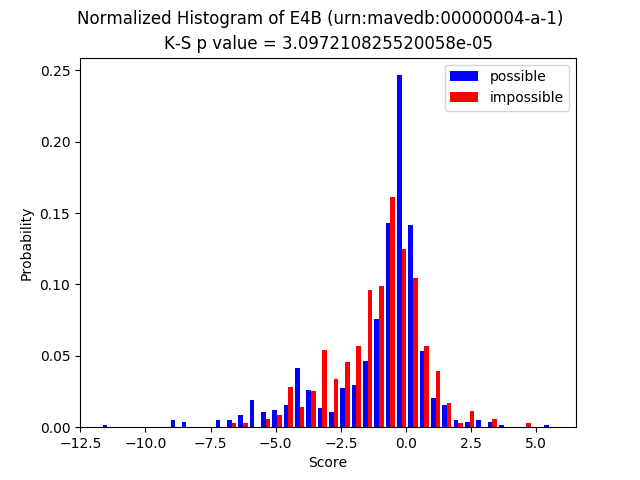 Normalized Histogram of E4B (urn:mavedb:00000004-a-1)
K-S p value = 3.097210825520058e-05
possible
impossible
0.25
0.20
0.15
0.10
0.05
0.00
Probability
−12.5 −10.0 −7.5 −5.0 −2.5 0.0 2.5 5.0
Score